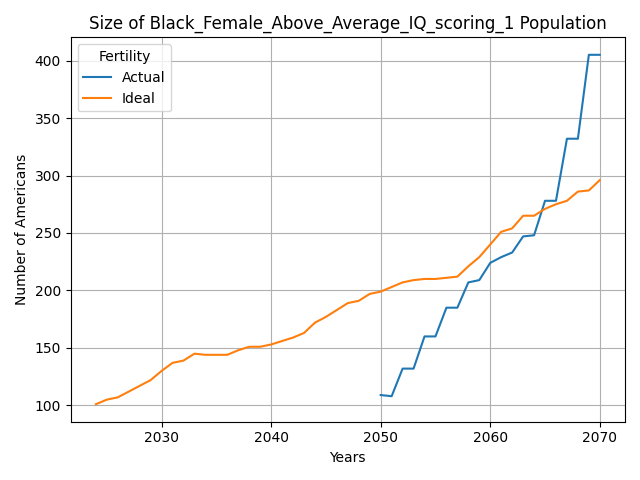 Size of Black_Female_Above_Average_IQ_scoring_1 Population
Fertility
Actual
Ideal
Number of Americans
400
350
300
250
200
150
100
2030 2040 2050 2060 2070
Years